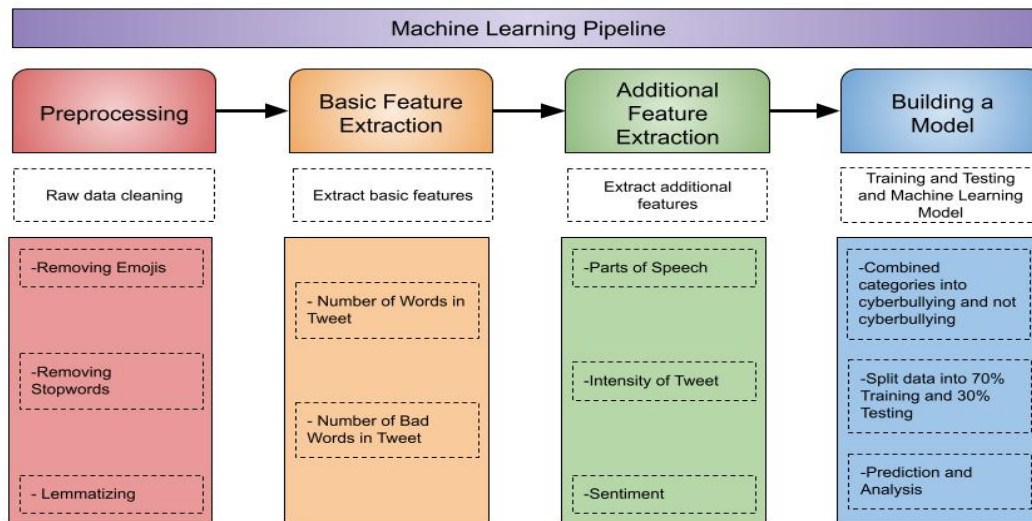 Machine Learning Pipeline
Preprocessing
Basic Feature
Extraction
Additional
Feature
Extraction
Building a
Model
Raw data cleaning
Extract basic features
Extract additional
features
Training and Testing
and Machine Learning
Model
-Removing Emojis
-Removing
Stopwords
- Lemmatizing
- Number of Words in
Tweet
- Number of Bad
Words in Tweet
-Parts of Speech
-Intensity of Tweet
-Sentiment
-Combined
categories into
cyberbullying and not
cyberbullying
-Split data into 70%
Training and 30%
Testing
-Prediction and
Analysis